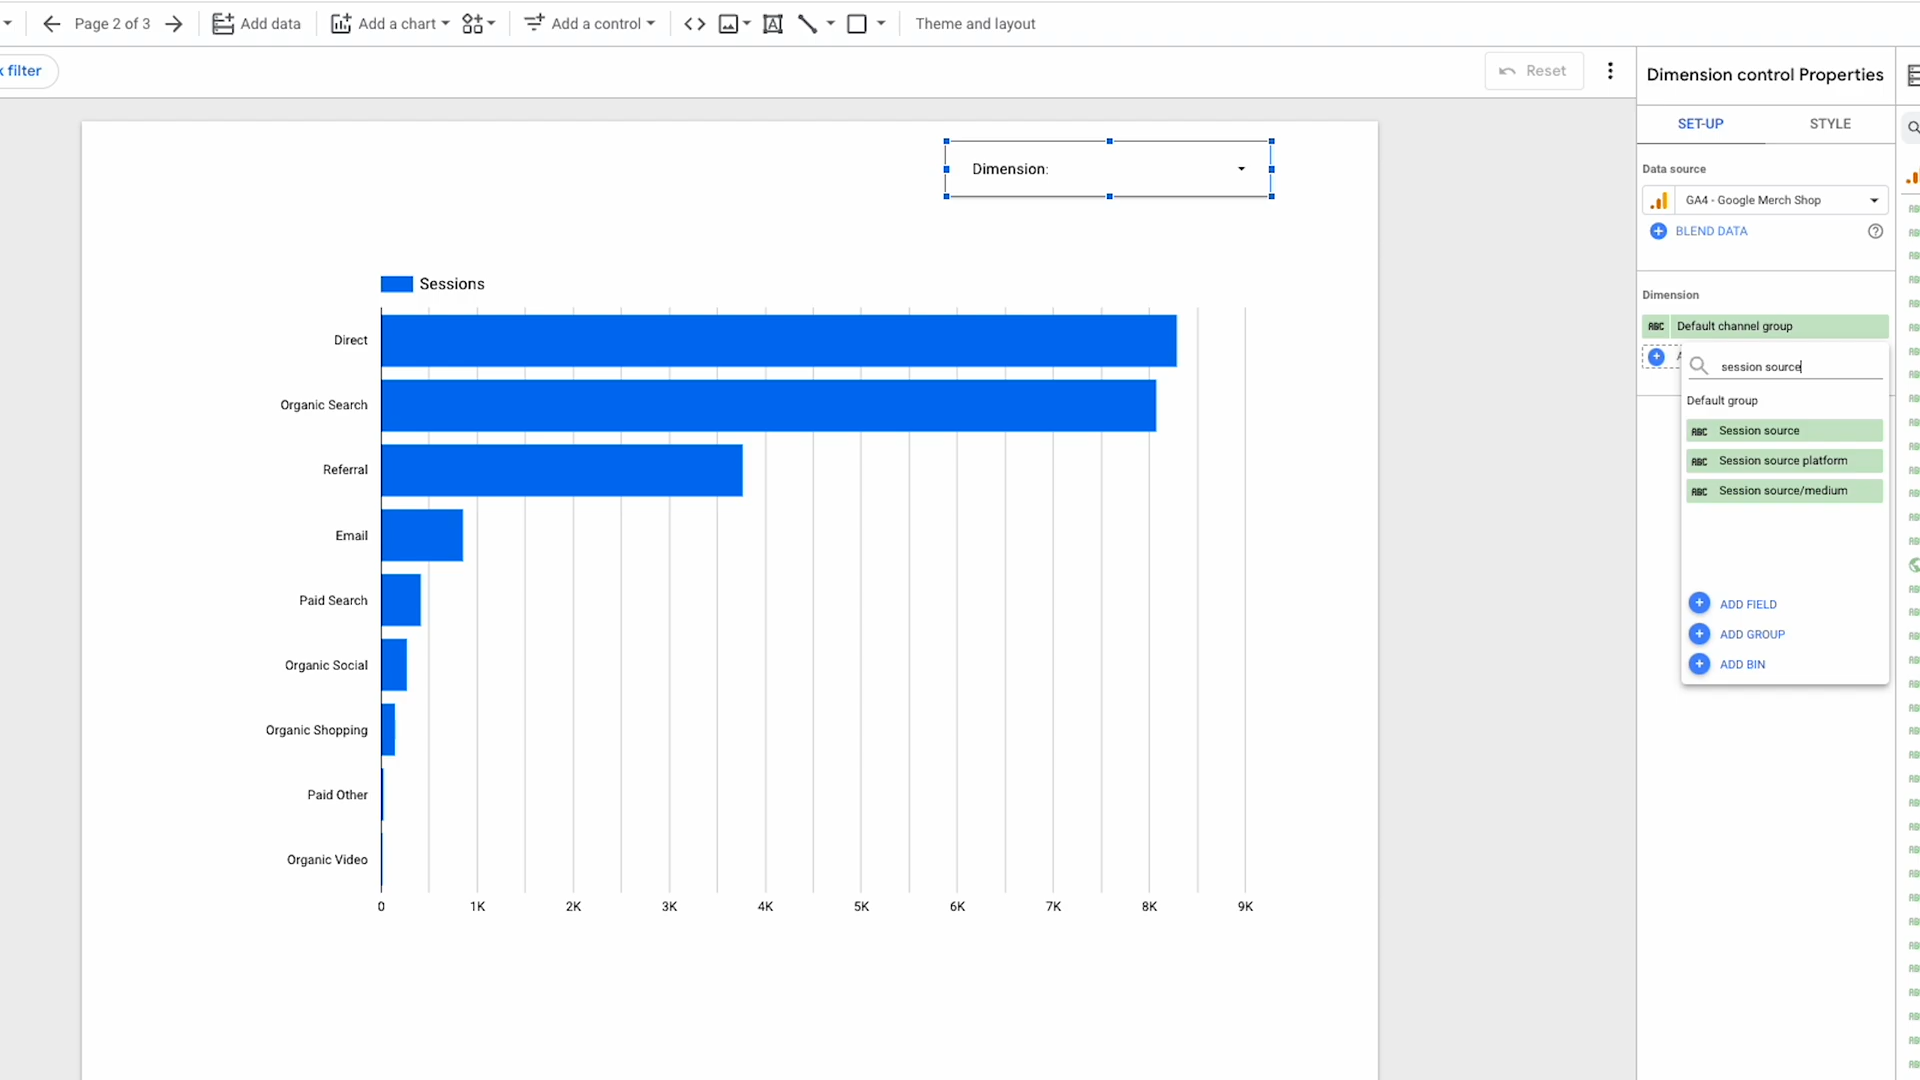 Page 2 of 3
Add data
Add a chart
Add a control
Theme and layout
filter
Reset
Dimension control Properties
SET-UP
STYLE
Data source
GA4 - Google Merch Shop
BLEND DATA
Dimension
ABC Default channel group
session source
Default group
ABC Session source
ABC Session source platform
ABC Session source/medium
ADD FIELD
ADD GROUP
ADD BIN
Dimension:
Sessions
Direct
Organic Search
Referral
Email
Paid Search
Organic Social
Organic Shopping
Paid Other
Organic Video
0 1K 2K 3K 4K 5K 6K 7K 8K 9K